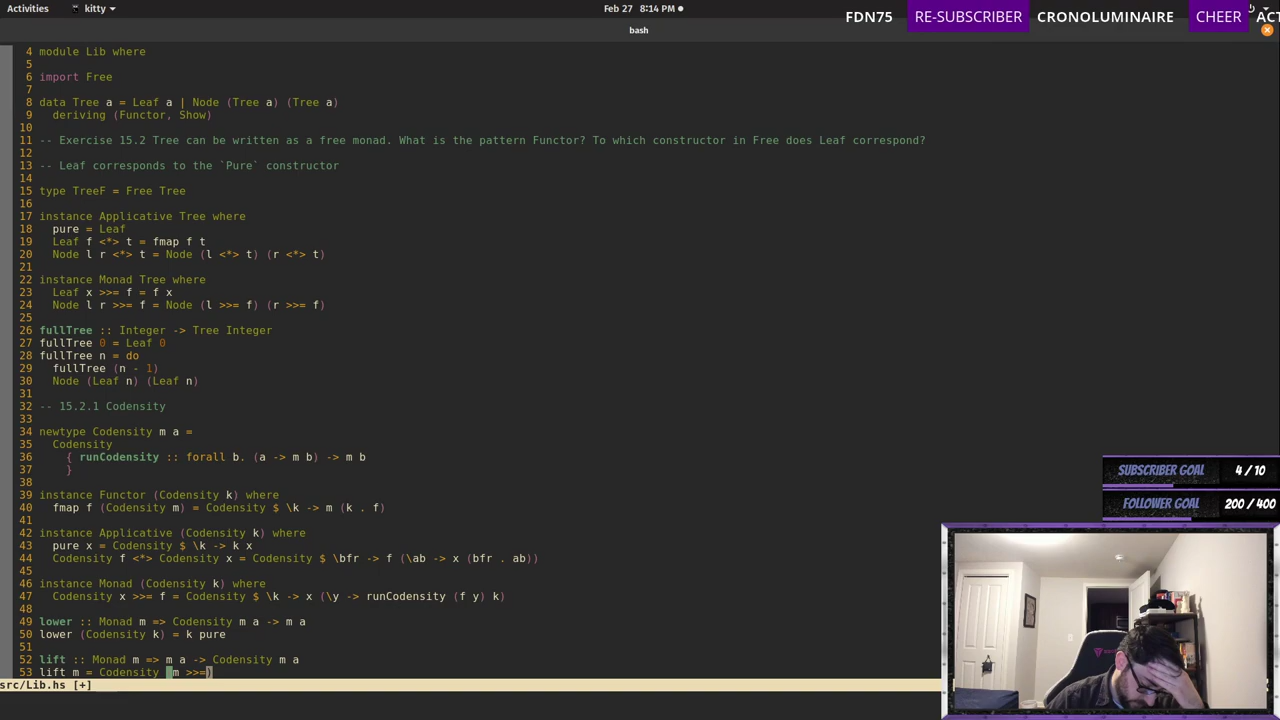 Activities kitty Feb 27 8:14 PM
FDN75 RE-SUBSCRIBER CRONOLUMINAIRE CHEER ACT
bash
4 module Lib where
5
6 import Free
7
8 data Tree a = Leaf a | Node (Tree a) (Tree a)
9   deriving (Functor, Show)
10
11 -- Exercise 15.2 Tree can be written as a free monad. What is the pattern Functor? To which constructor in Free does Leaf correspond?
12
13 -- Leaf corresponds to the `Pure` constructor
14
15 type TreeF = Free Tree
16
17 instance Applicative Tree where
18   pure = Leaf
19   Leaf f <*> t = fmap f t
20   Node l r <*> t = Node (l <*> t) (r <*> t)
21
22 instance Monad Tree where
23   Leaf x >>= f = f x
24   Node l r >>= f = Node (l >>= f) (r >>= f)
25
26 fullTree :: Integer -> Tree Integer
27 fullTree 0 = Leaf 0
28 fullTree n = do
29   fullTree (n - 1)
30   Node (Leaf n) (Leaf n)
31
32 -- 15.2.1 Codensity
33
34 newtype Codensity m a =
35   Codensity
36     { runCodensity :: forall b. (a -> m b) -> m b
37     }
38
39 instance Functor (Codensity k) where
40   fmap f (Codensity m) = Codensity $ \k -> m (k . f)
41
42 instance Applicative (Codensity k) where
43   pure x = Codensity $ \k -> k x
44   Codensity f <*> Codensity x = Codensity $ \bfr -> f (\ab -> x (bfr . ab))
45
46 instance Monad (Codensity k) where
47   Codensity x >>= f = Codensity $ \k -> x (\y -> runCodensity (f y) k)
48
49 lower :: Monad m => Codensity m a -> m a
50 lower (Codensity k) = k pure
51
52 lift :: Monad m => m a -> Codensity m a
53 lift m = Codensity (m >>=)
src/Lib.hs [+]
SUBSCRIBER GOAL 4 / 10
FOLLOWER GOAL 200 / 400